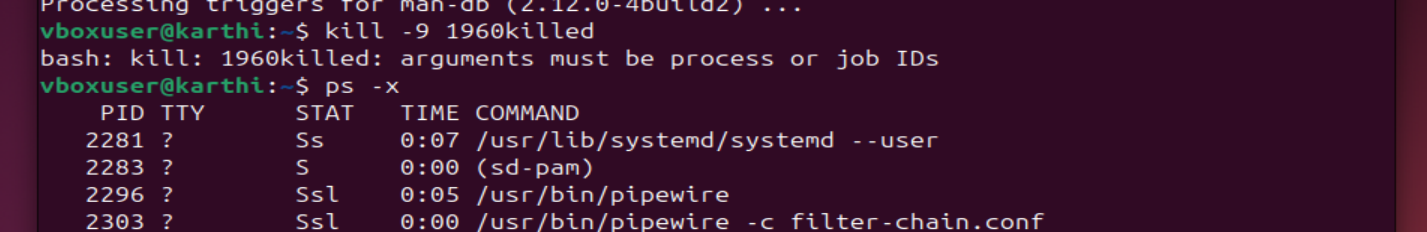 Processing triggers for man-db (2.12.0-4build2) ...
vboxuser@karthi:~$ kill -9 1960killed
bash: kill: 1960killed: arguments must be process or job IDs
vboxuser@karthi:~$ ps -x
    PID TTY      STAT   TIME COMMAND
   2281 ?        Ss     0:07 /usr/lib/systemd/systemd --user
   2283 ?        S      0:00 (sd-pam)
   2296 ?        Ssl    0:05 /usr/bin/pipewire
   2303 ?        Ssl    0:00 /usr/bin/pipewire -c filter-chain.conf